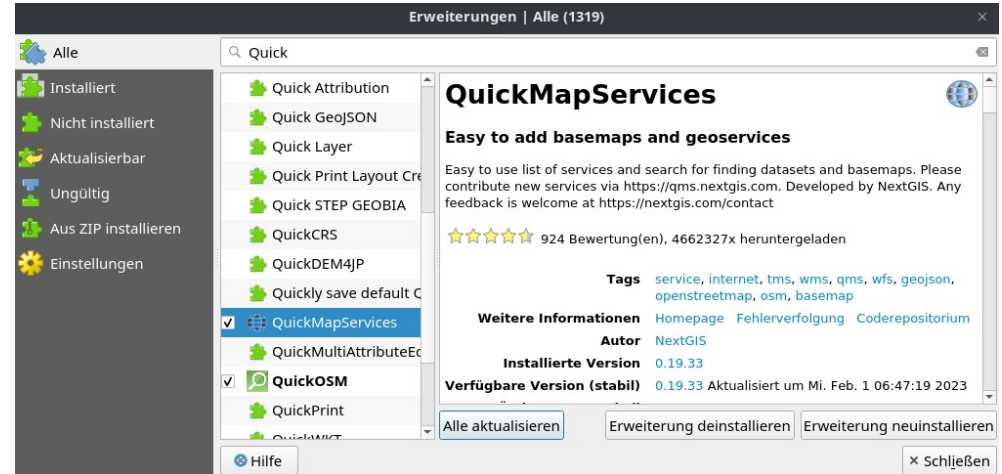 Erweiterungen | Alle (1319)
Alle
Installiert
Nicht installiert
Aktualisierbar
Ungültig
Aus ZIP installieren
Einstellungen
Quick
Quick Attribution
Quick GeoJSON
Quick Layer
Quick Print Layout Cre
Quick STEP GEOBIA
QuickCRS
QuickDEM4JP
Quickly save default
QuickMapServices
QuickMultiAttributeEd
QuickOSM
QuickPrint
QuickWKT
QuickMapServices
Easy to add basemaps and geoservices
Easy to use list of services and search for finding datasets and basemaps. Please
contribute new services via https://qms.nextgis.com. Developed by NextGIS. Any
feedback is welcome at https://nextgis.com/contact
924 Bewertung(en), 4662327x heruntergeladen
Tags service, internet, tms, wms, qms, wfs, geojson,
openstreetmap, osm, basemap
Weitere Informationen Homepage Fehlerverfolgung Coderepositorium
Autor NextGIS
Installierte Version 0.19.33
Verfügbare Version (stabil) 0.19.33 Aktualisiert um Mi. Feb. 1 06:47:19 2023
Alle aktualisieren Erweiterung deinstallieren Erweiterung neuinstallieren
Hilfe Schließen